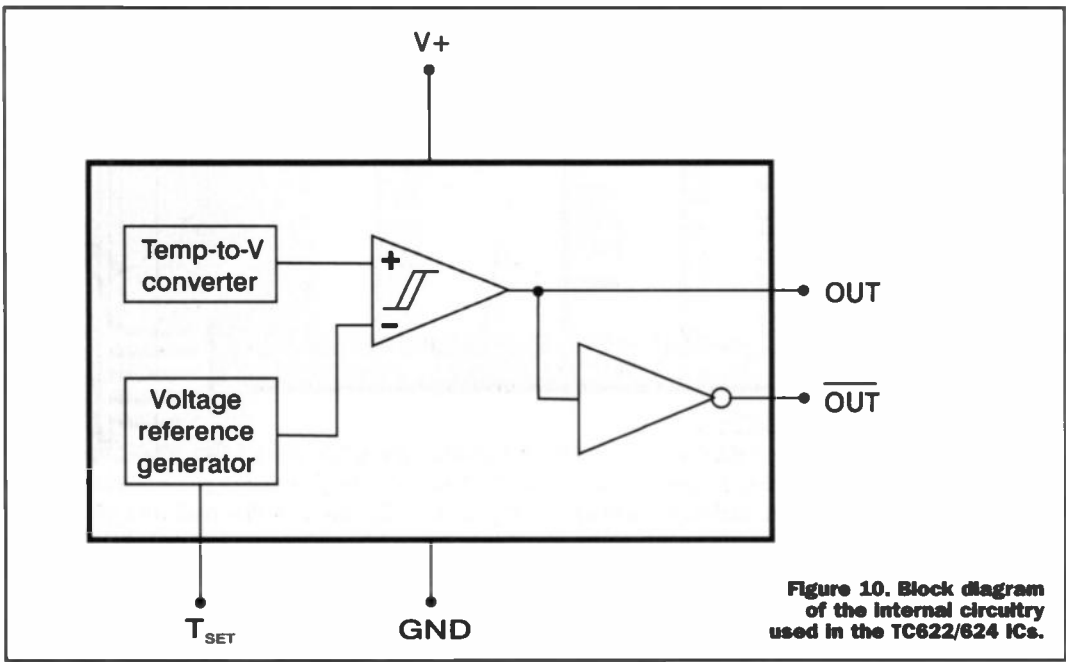 V+
Temp-to-V
converter
+
-
OUT
Voltage
reference
generator
OUT
TSET
GND
Figure 10. Block diagram
of the internal circuitry
used in the TC622/624 ICs.